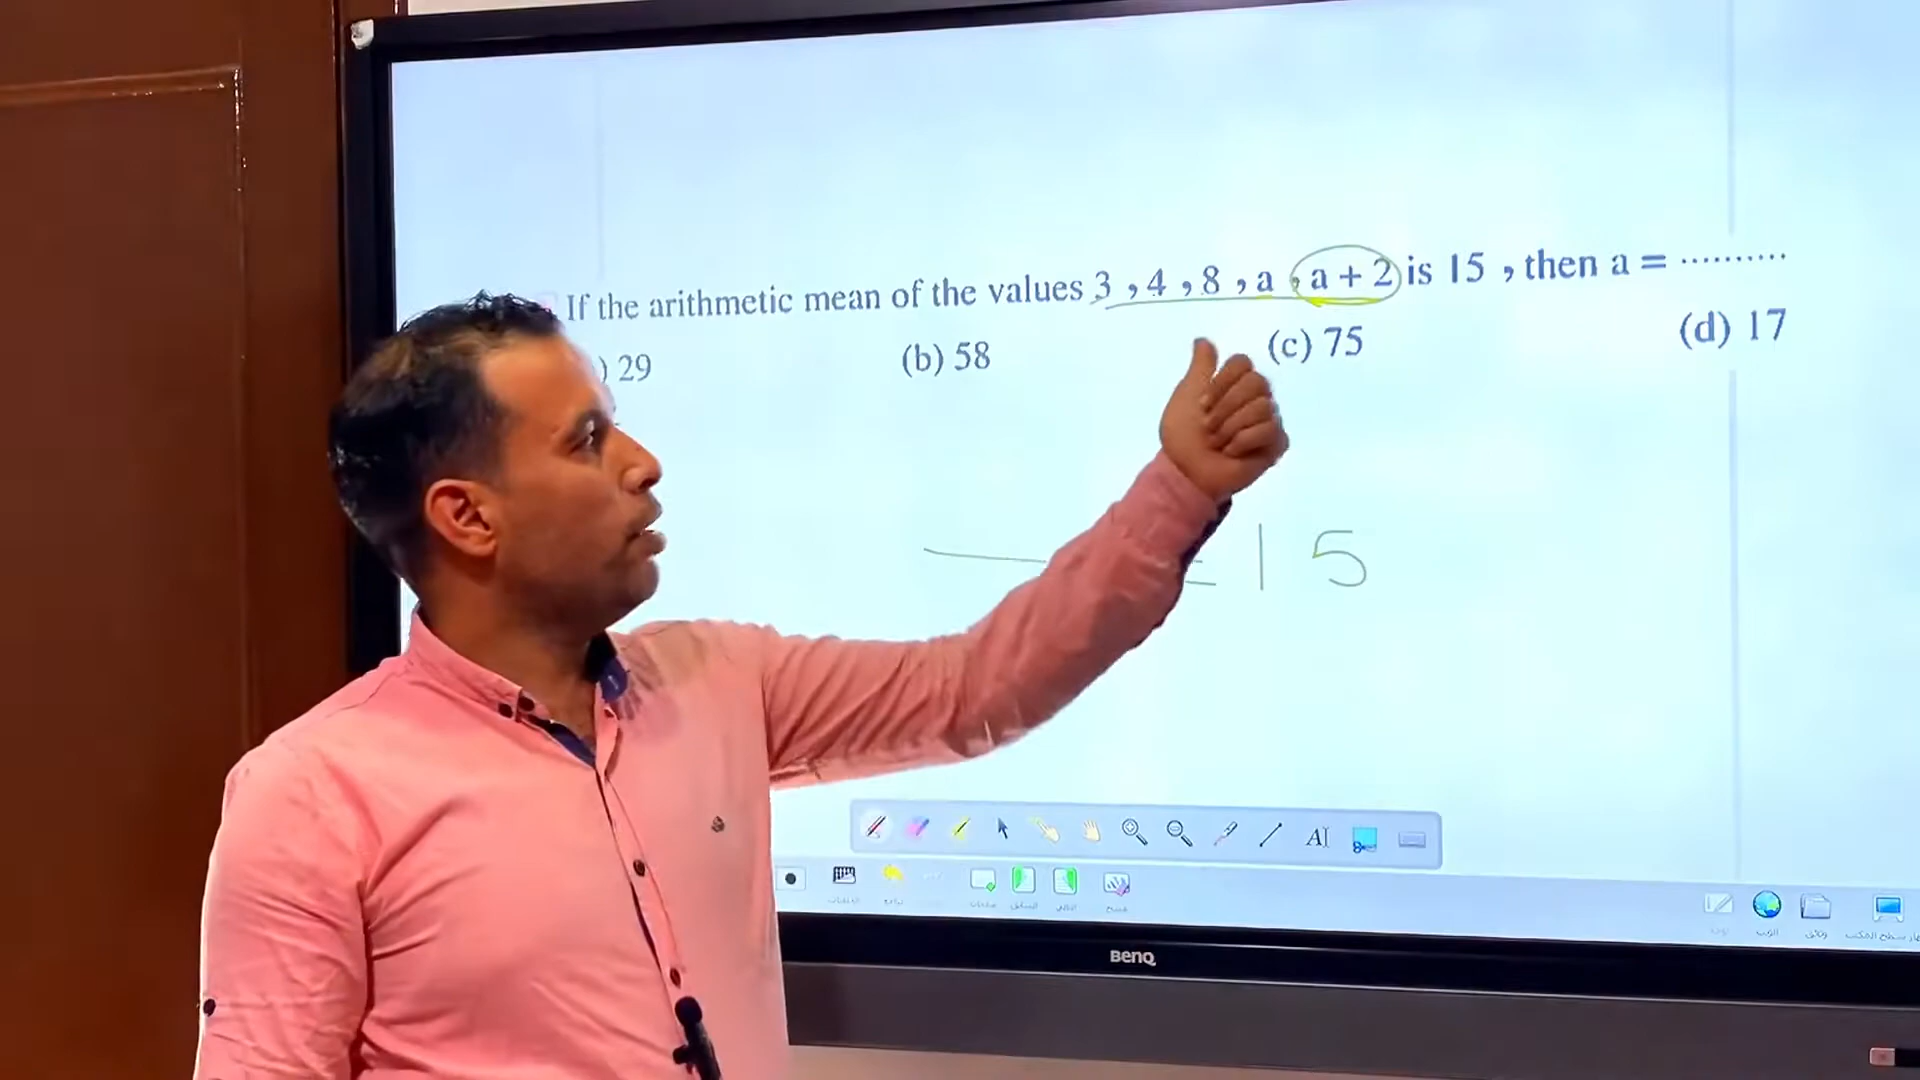 If the arithmetic mean of the values 3 , 4 , 8 , a , a + 2 is 15 , then a = ..........
) 29 (b) 58 (c) 75 (d) 17
= 15
AI
BenQ